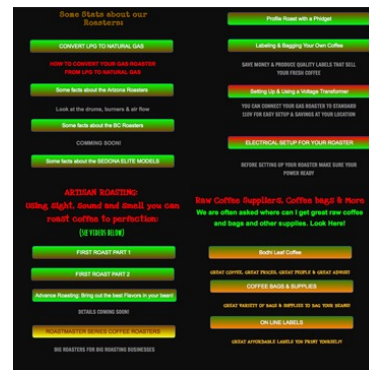 Some Stats about our
Roasters:
CONVERT LPG TO NATURAL GAS
HOW TO CONVERT YOUR GAS ROASTER
FROM LPG TO NATURAL GAS
Some facts about the Arizona Roasters
Look at the drums, burners & air flow
Some facts about the BC Roasters
COMMING SOON!
Some facts about the SEDONA ELITE MODELS
ARTISAN ROASTING:
Using Sight, Sound and Smell you can
roast Coffee to perfection:
(SEE VIDEOS BELOW)
FIRST ROAST PART 1
FIRST ROAST PART 2
Advance Roasting: Bring out the best Flavors in your bean!
DETAILS COMING SOON!
ROASTMASTER SERIES COFFEE ROASTERS
BIG ROASTERS FOR BIG ROASTING BUSINESSES
Profile Roast with a Phidget
Labeling & Bagging Your Own Coffee
SAVE MONEY & PRODUCE QUALITY LABELS THAT SELL
YOUR FRESH COFFEE
Setting Up & Using a Voltage Transformer
YOU CAN CONNECT YOUR GAS ROASTER TO STANDARD
110V FOR EASY SETUP & SAVINGS AT YOUR LOCATION
ELECTRICAL SETUP FOR YOUR ROASTER
BEFORE SETTING UP YOUR ROASTER MAKE SURE YOUR
POWER READY
Raw Coffee Suppliers, Coffee bags & More
We are often asked where can I get great raw coffee
and bags and other supplies. Look Here!
Bodhi Leaf Coffee
GREAT COFFEE, GREAT PRICES, GREAT PEOPLE & GREAT ADVICE!
COFFEE BAGS & SUPPLIES
GREAT VARIETY OF BAGS & SUPPLIES TO BAG YOUR BEANS!
ON LINE LABELS
GREAT AFFORDABLE LABELS YOU PRINT YOURSELF!